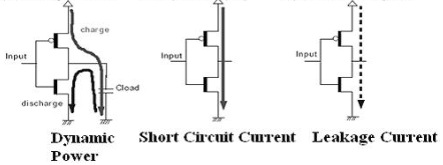 charge
Input
Cload
discharge
Input
Input
Dynamic Power
Short Circuit Current
Leakage Current